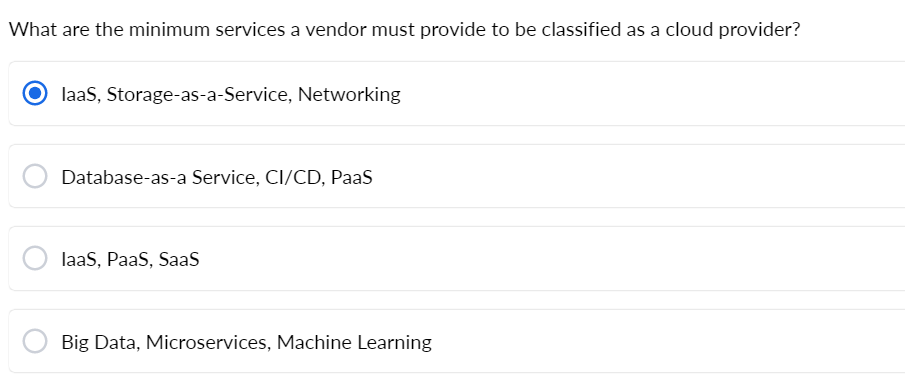 What are the minimum services a vendor must provide to be classified as a cloud provider?
IaaS, Storage-as-a-Service, Networking
Database-as-a Service, CI/CD, PaaS
IaaS, PaaS, SaaS
Big Data, Microservices, Machine Learning